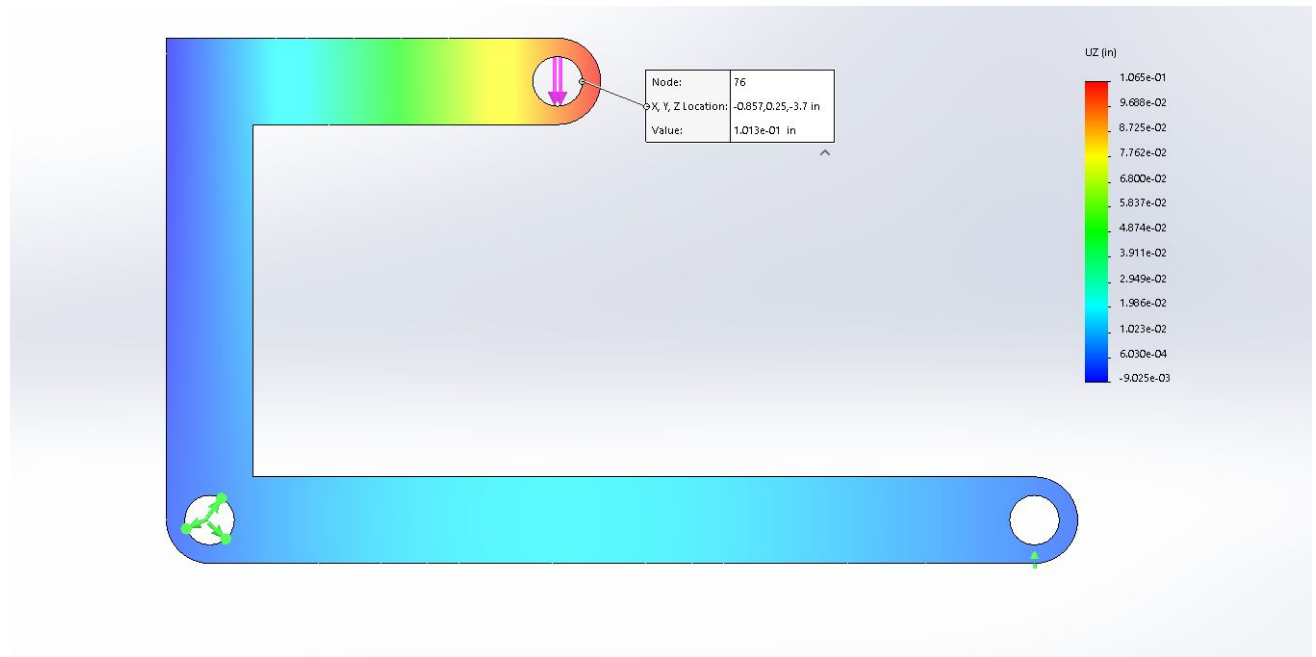 UZ (in)
1.065e-01
9.688e-02
8.725e-02
7.762e-02
6.800e-02
5.837e-02
4.874e-02
3.911e-02
2.949e-02
1.986e-02
1.023e-02
6.030e-04
-9.025e-03
Node: 76
X, Y, Z Location: -0.857,0.25,-3.7 in
Value: 1.013e-01 in